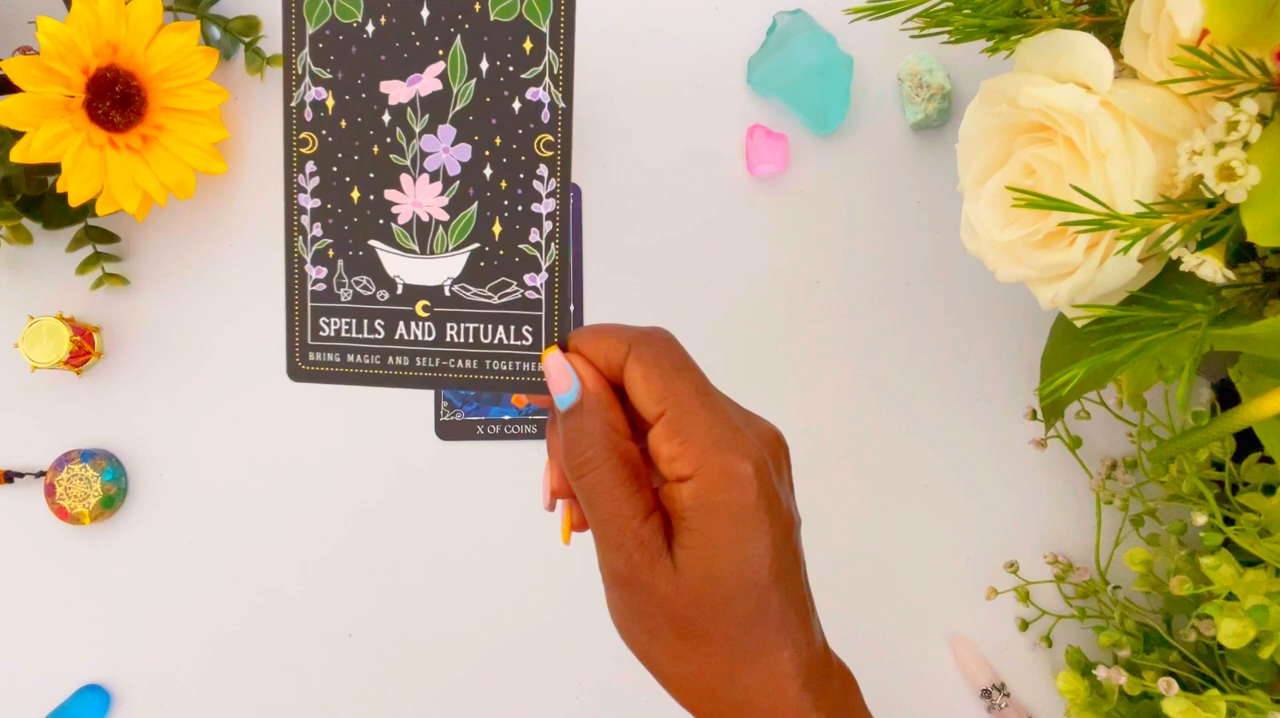 SPELLS AND RITUALS
BRING MAGIC AND SELF-CARE TOGETHER
X OF COINS